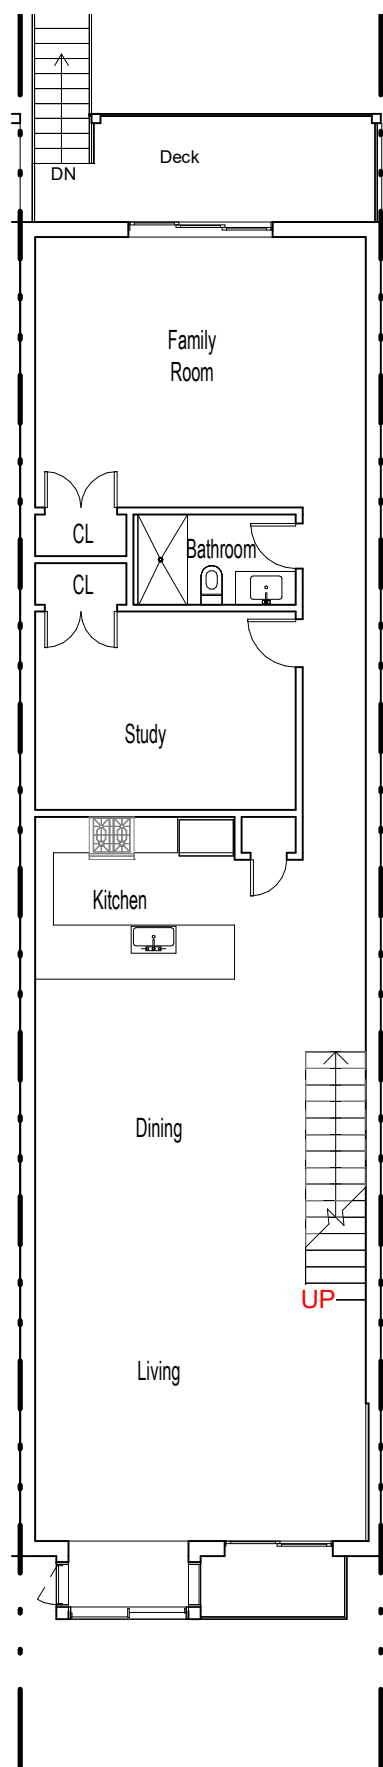 Deck
DN
Family
Room
CL
Bathroom
CL
Study
Kitchen
Dining
UP
Living